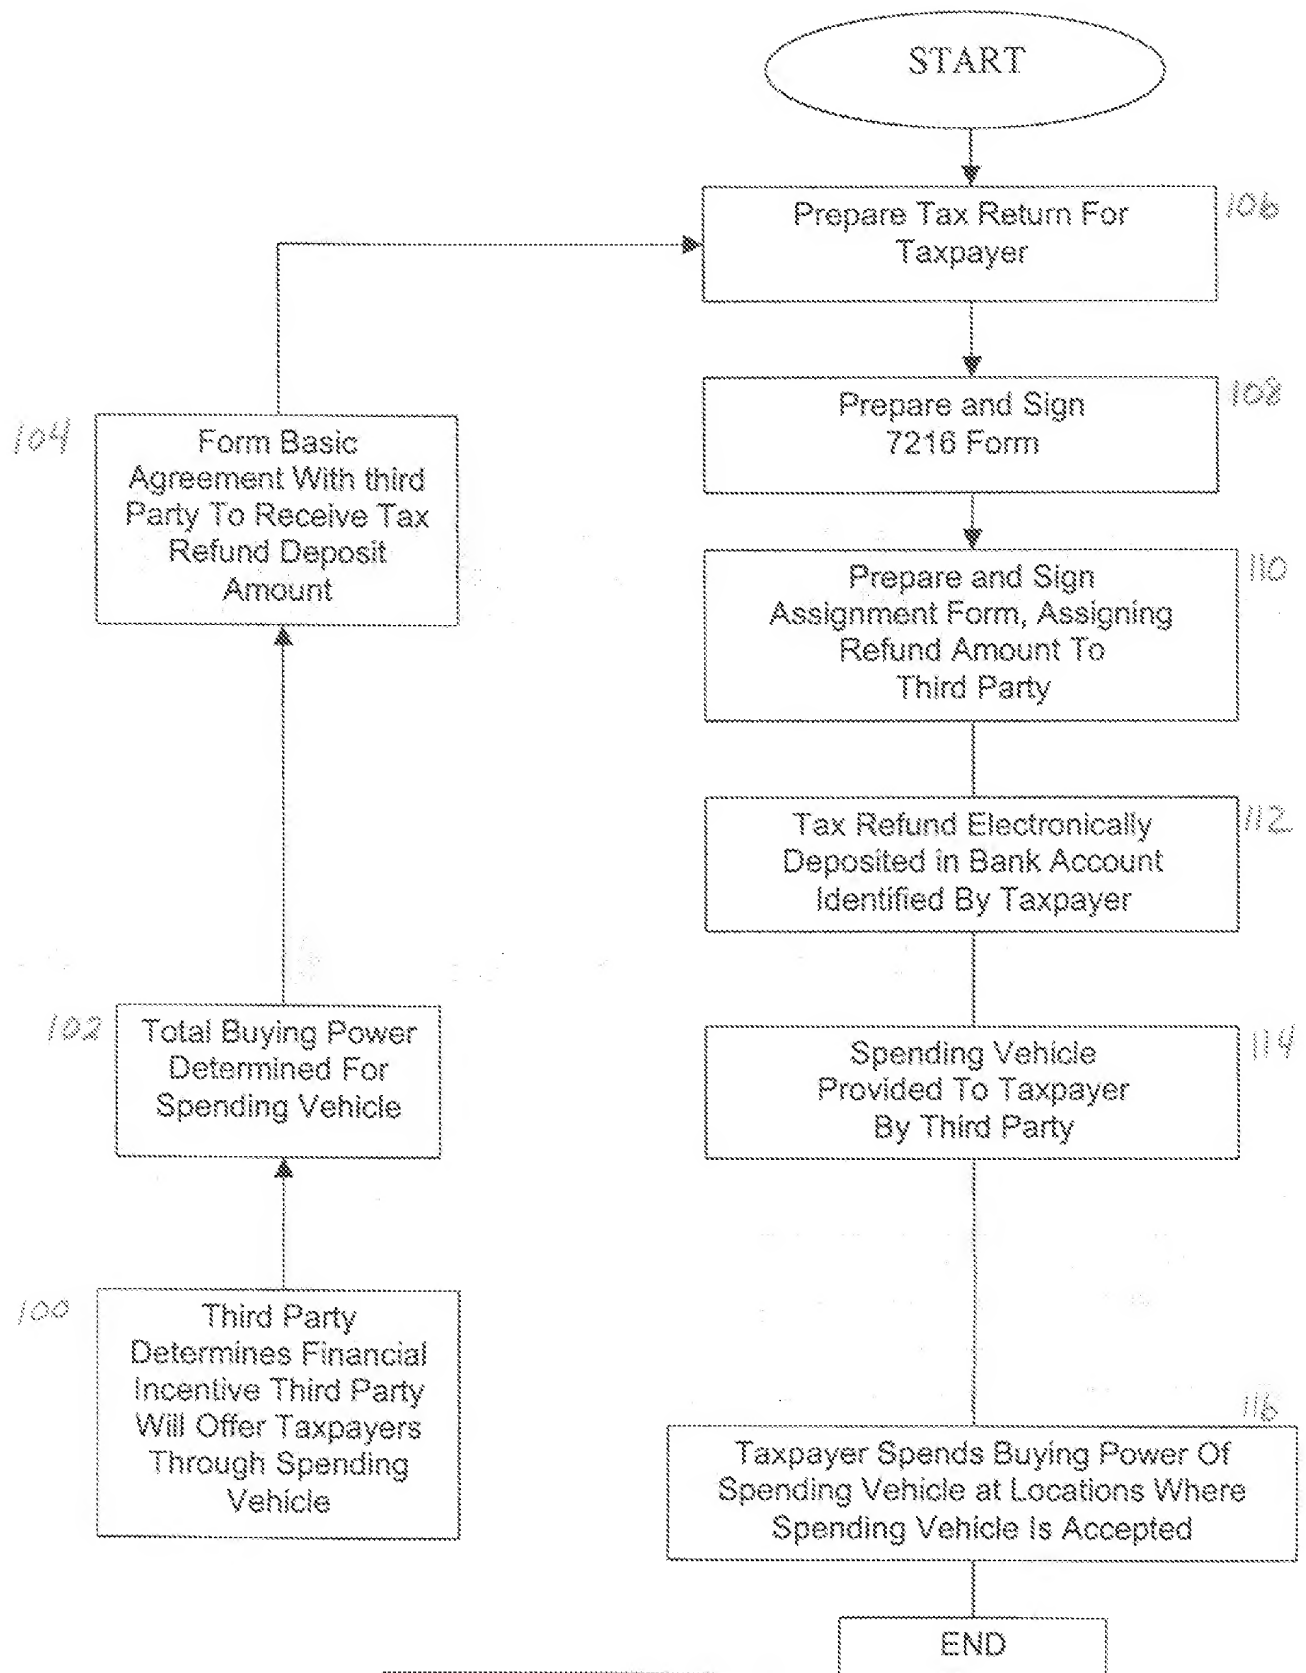 START
106
Prepare Tax Return For
Taxpayer
108
Prepare and Sign
7216 Form
104
Form Basic
Agreement With third
Party To Receive Tax
Refund Deposit
Amount
110
Prepare and Sign
Assignment Form, Assigning
Refund Amount To
Third Party
112
Tax Refund Electronically
Deposited in Bank Account
Identified By Taxpayer
102
Total Buying Power
Determined For
Spending Vehicle
114
Spending Vehicle
Provided To Taxpayer
By Third Party
100
Third Party
Determines Financial
Incentive Third Party
Will Offer Taxpayers
Through Spending
Vehicle
116
Taxpayer Spends Buying Power Of
Spending Vehicle at Locations Where
Spending Vehicle Is Accepted
END